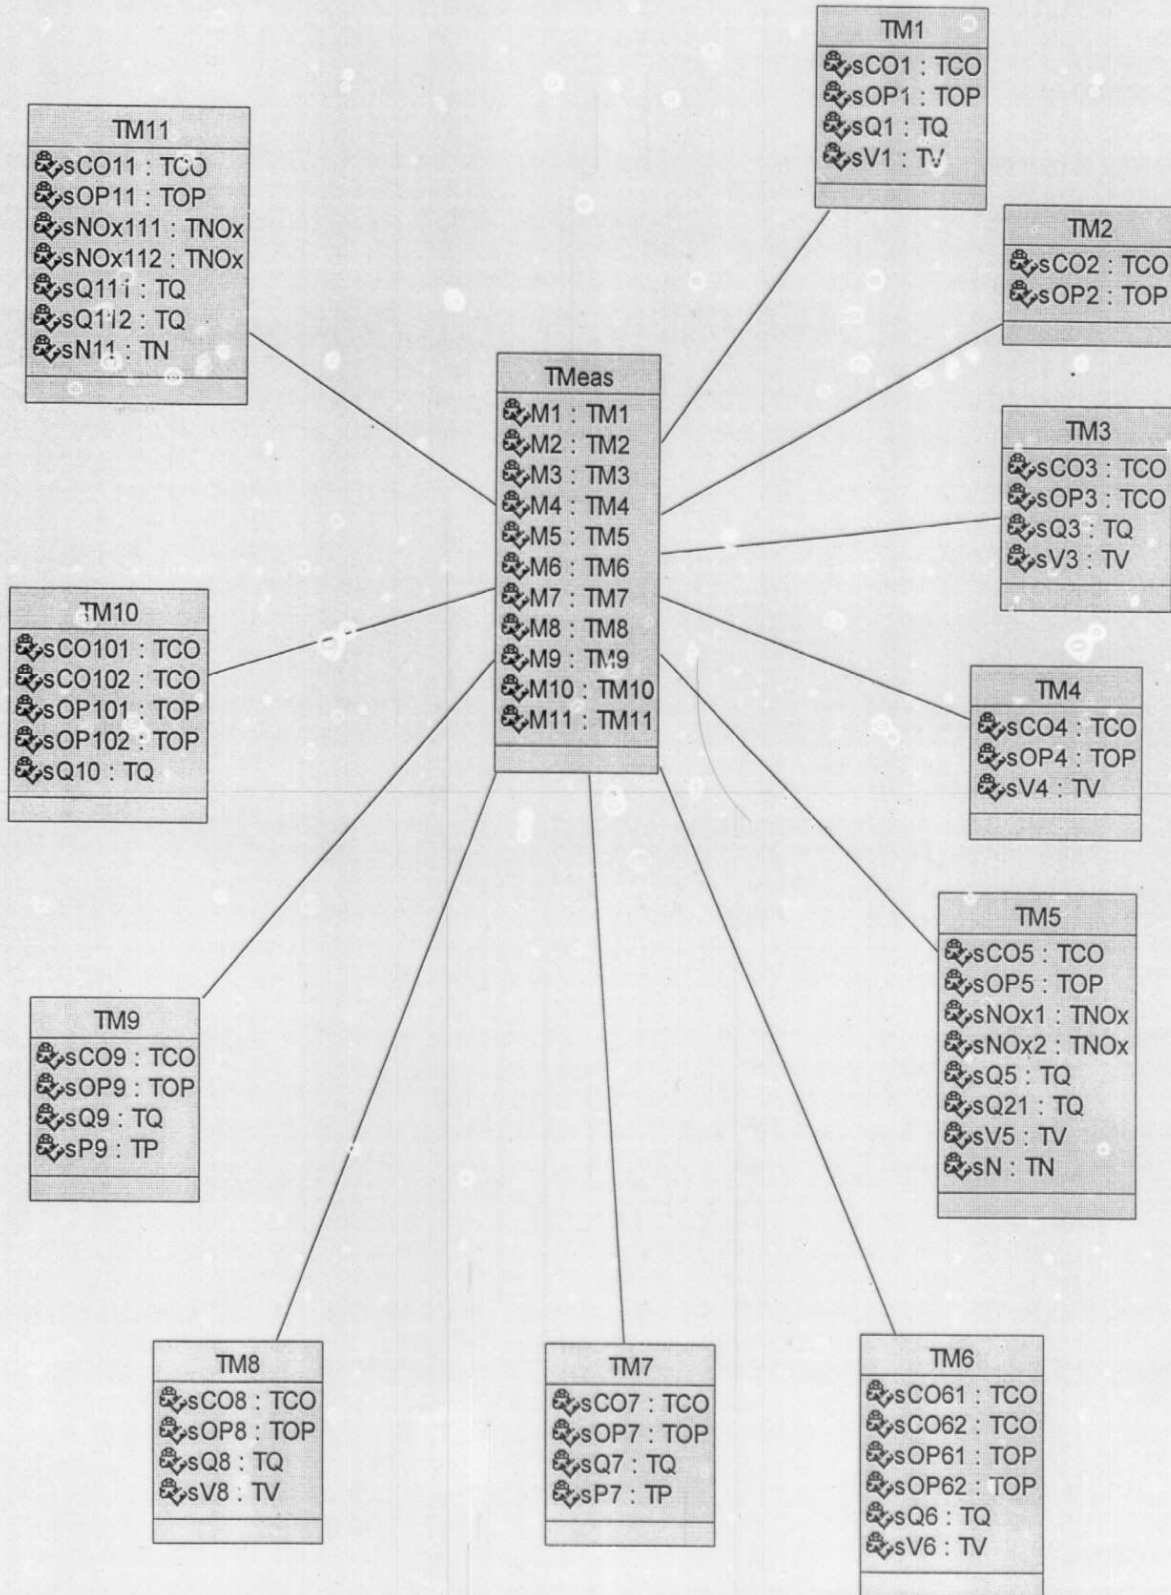 TM1
sCO1 : TCO
sOP1 : TOP
sQ1 : TQ
sV1 : TV
TM11
sCO11 : TCO
sOP11 : TOP
sNOx111 : TNOx
sNOx112 : TNOx
sQ111 : TQ
sQ112 : TQ
sN11 : TN
TM2
sCO2 : TCO
sOP2 : TOP
TMeas
M1 : TM1
M2 : TM2
M3 : TM3
M4 : TM4
M5 : TM5
M6 : TM6
M7 : TM7
M8 : TM8
M9 : TM9
M10 : TM10
M11 : TM11
TM3
sCO3 : TCO
sOP3 : TCO
sQ3 : TQ
sV3 : TV
TM10
sCO101 : TCO
sCO102 : TCO
sOP101 : TOP
sOP102 : TOP
sQ10 : TQ
TM4
sCO4 : TCO
sOP4 : TOP
sV4 : TV
TM5
sCO5 : TCO
sOP5 : TOP
sNOx1 : TNOx
sNOx2 : TNOx
sQ5 : TQ
sQ21 : TQ
sV5 : TV
sN : TN
TM9
sCO9 : TCO
sOP9 : TOP
sQ9 : TQ
sP9 : TP
TM8
sCO8 : TCO
sOP8 : TOP
sQ8 : TQ
sV8 : TV
TM7
sCO7 : TCO
sOP7 : TOP
sQ7 : TQ
sP7 : TP
TM6
sCO61 : TCO
sCO62 : TCO
sOP61 : TOP
sOP62 : TOP
sQ6 : TQ
sV6 : TV